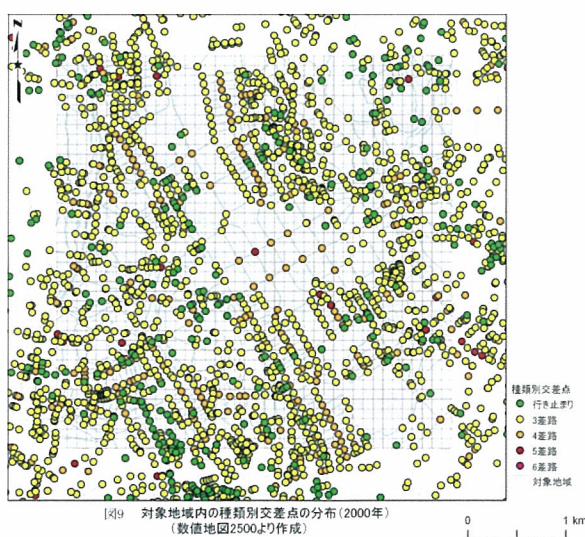 N
種類別交差点
行き止まり
3差路
4差路
5差路
6差路
対象地域
図9 対象地域内の種類別交差点の分布(2000年)
(数値地図2500より作成)
0 1 km